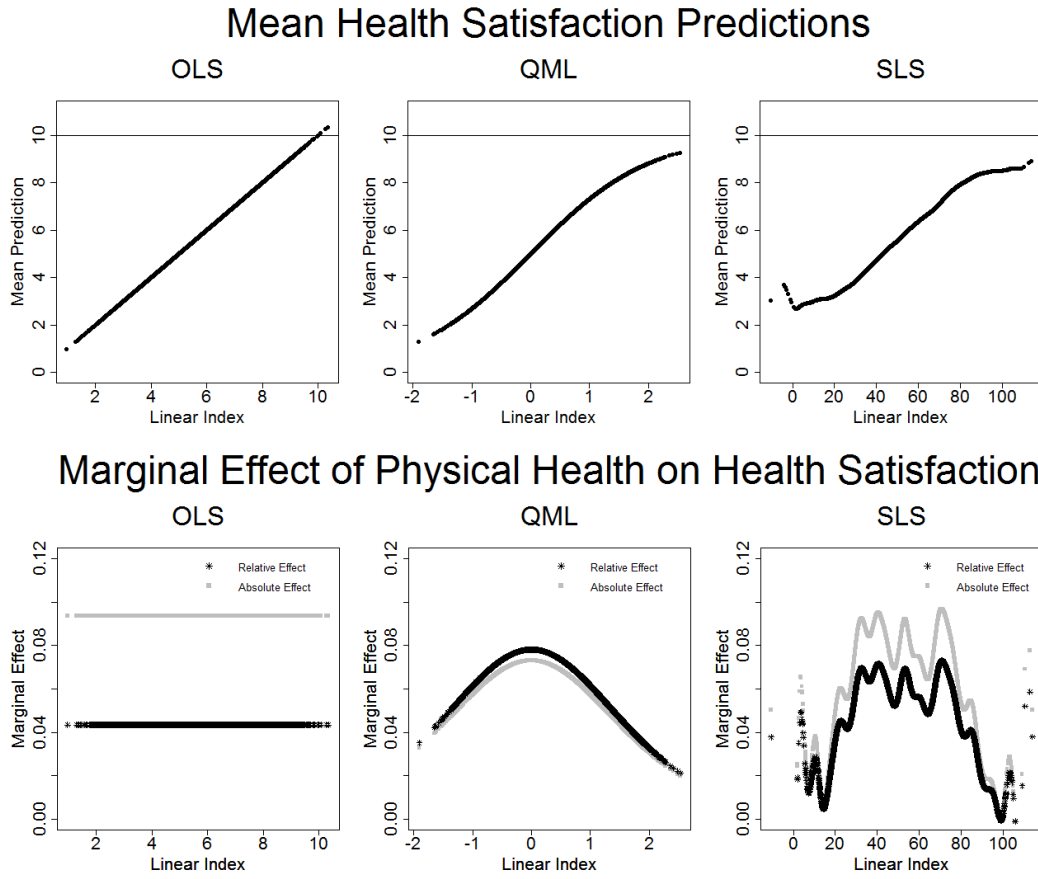 Mean Health Satisfaction Predictions
OLS
QML
SLS
Mean Prediction
0 2 4 6 8 10
2 4 6 8 10
Linear Index
Mean Prediction
0 2 4 6 8 10
-2 -1 0 1 2
Linear Index
Mean Prediction
0 2 4 6 8 10
0 20 40 60 80 100
Linear Index
Marginal Effect of Physical Health on Health Satisfaction
OLS
QML
SLS
Marginal Effect
0.00 0.04 0.08 0.12
Relative Effect
Absolute Effect
2 4 6 8 10
Linear Index
Marginal Effect
0.00 0.04 0.08 0.12
Relative Effect
Absolute Effect
-2 -1 0 1 2
Linear Index
Marginal Effect
0.00 0.04 0.08 0.12
Relative Effect
Absolute Effect
0 20 40 60 80 100
Linear Index